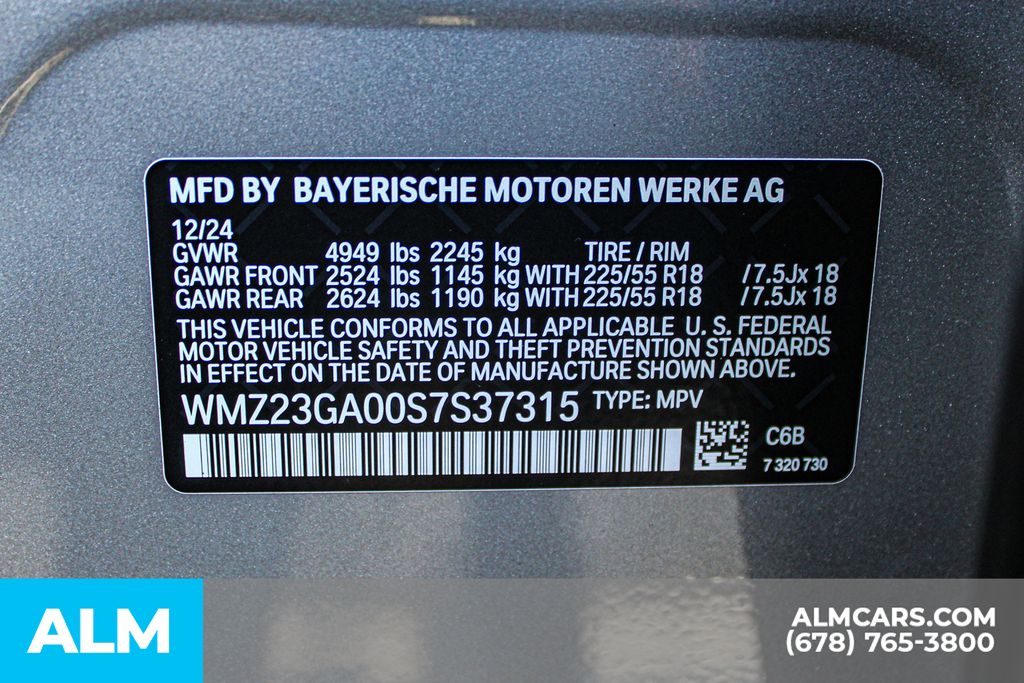 MFD BY BAYERISCHE MOTOREN WERKE AG
12/24
GVWR 4949 lbs 2245 kg TIRE / RIM
GAWR FRONT 2524 lbs 1145 kg WITH 225/55 R18 / 7.5Jx 18
GAWR REAR 2624 lbs 1190 kg WITH 225/55 R18 / 7.5Jx 18
THIS VEHICLE CONFORMS TO ALL APPLICABLE U. S. FEDERAL
MOTOR VEHICLE SAFETY AND THEFT PREVENTION STANDARDS
IN EFFECT ON THE DATE OF MANUFACTURE SHOWN ABOVE.
WMZ23GA00S7S37315 TYPE: MPV
C6B
7 320 730
ALM
ALMCARS.COM
(678) 765-3800